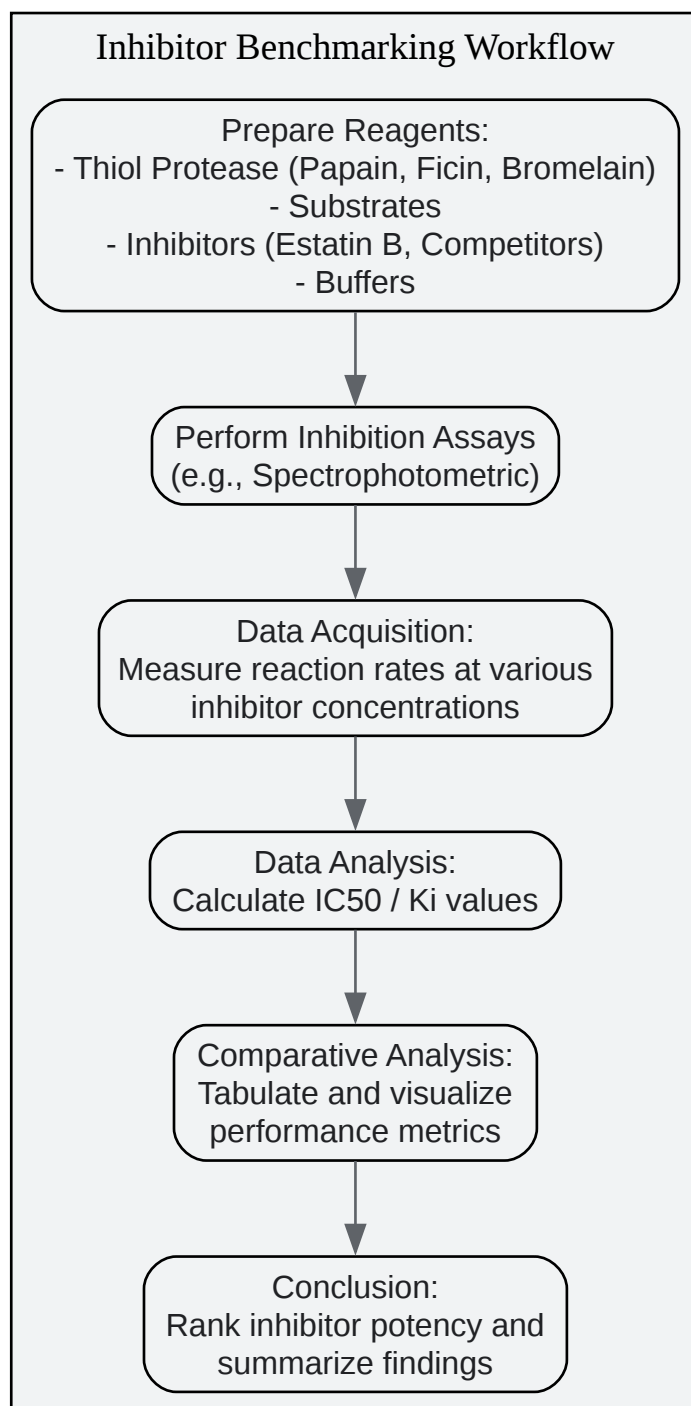 Inhibitor Benchmarking Workflow
Prepare Reagents:
- Thiol Protease (Papain, Ficin, Bromelain)
- Substrates
- Inhibitors (Estatin B, Competitors)
- Buffers
Perform Inhibition Assays
(e.g., Spectrophotometric)
Data Acquisition:
Measure reaction rates at various
inhibitor concentrations
Data Analysis:
Calculate IC50 / Ki values
Comparative Analysis:
Tabulate and visualize
performance metrics
Conclusion:
Rank inhibitor potency and
summarize findings